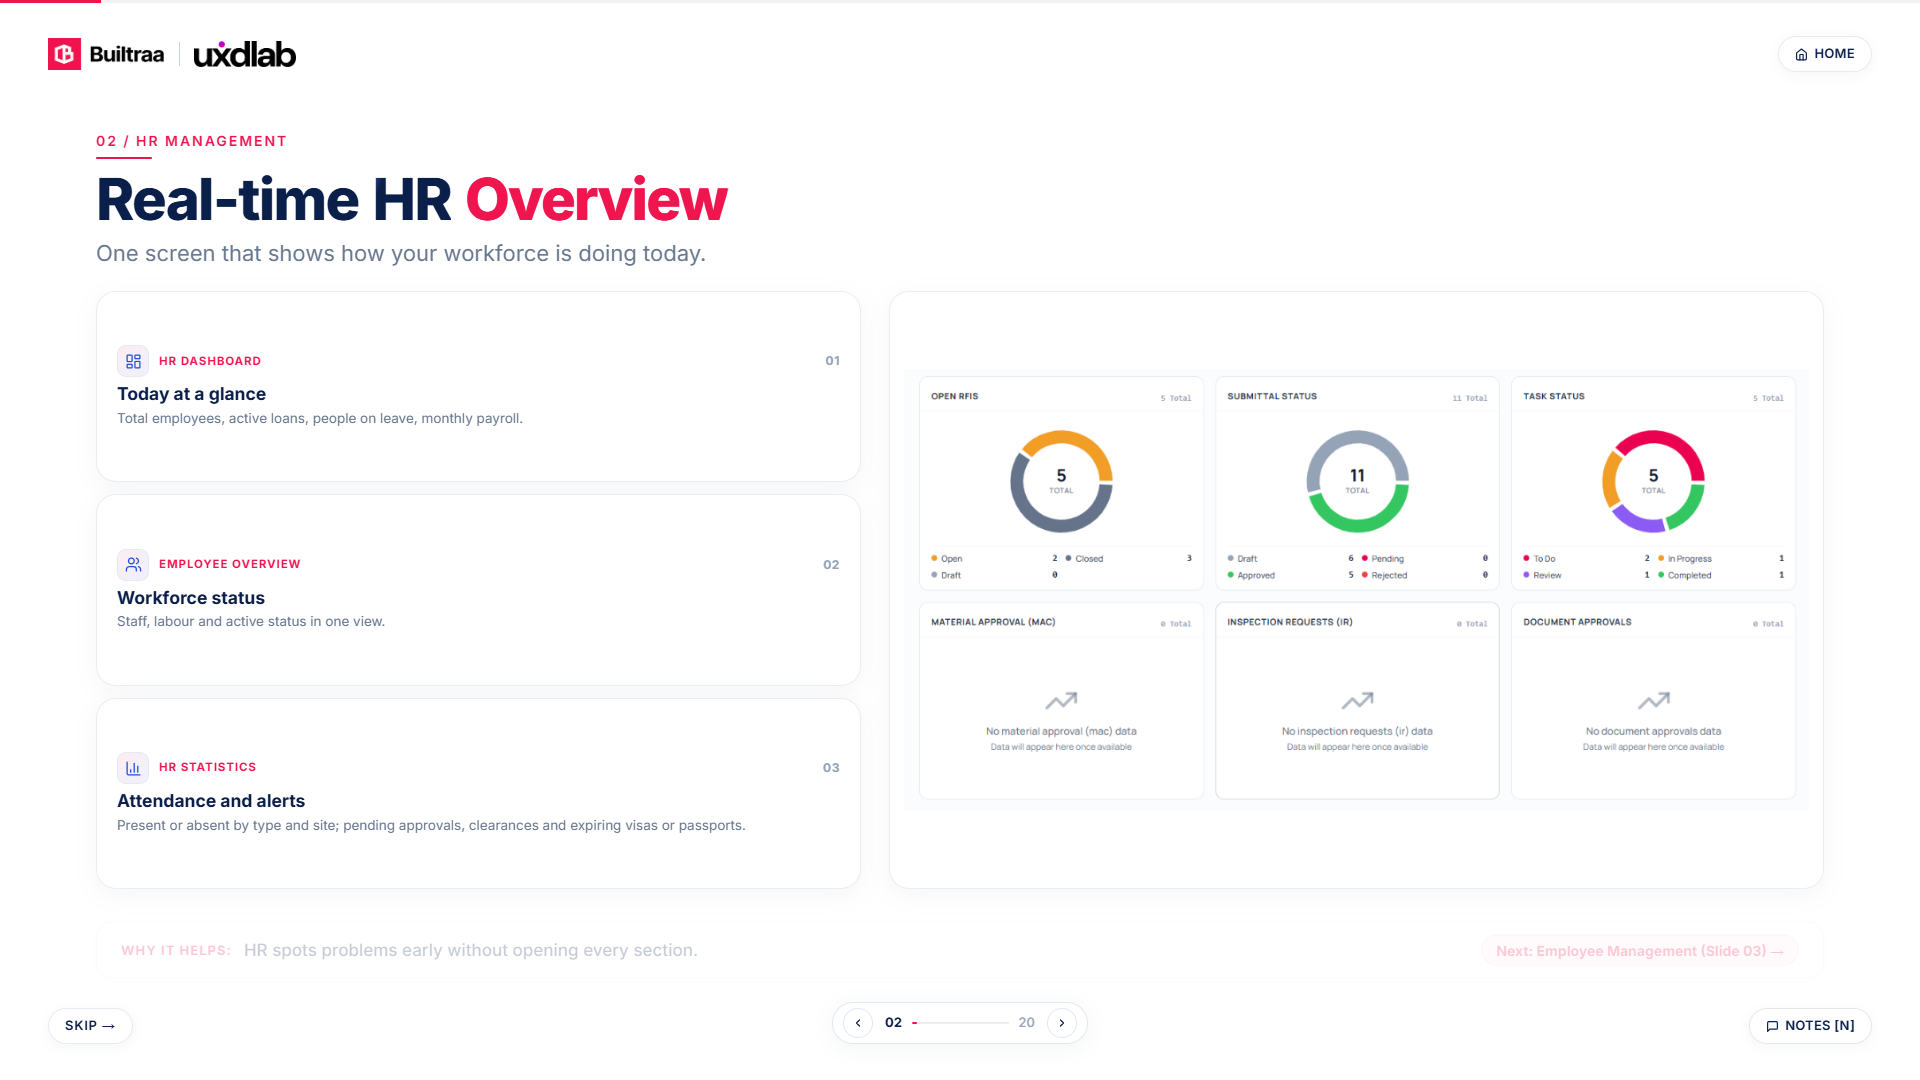 Builtraa
uxdlab
HOME
02 / HR MANAGEMENT
Real-time HR Overview
One screen that shows how your workforce is doing today.
HR DASHBOARD
01
Today at a glance
Total employees, active loans, people on leave, monthly payroll.
EMPLOYEE OVERVIEW
02
Workforce status
Staff, labour and active status in one view.
HR STATISTICS
03
Attendance and alerts
Present or absent by type and site; pending approvals, clearances and expiring visas or passports.
OPEN RFIS
5 Total
5
TOTAL
Open 2 Closed 3
Draft 0
SUBMITTAL STATUS
11 Total
11
TOTAL
Draft 6 Pending 0
Approved 5 Rejected 0
TASK STATUS
5 Total
5
TOTAL
To Do 2 In Progress 1
Review 1 Completed 1
MATERIAL APPROVAL (MAC)
0 Total
No material approval (mac) data
Data will appear here once available
INSPECTION REQUESTS (IR)
0 Total
No inspection requests (ir) data
Data will appear here once available
DOCUMENT APPROVALS
0 Total
No document approvals data
Data will appear here once available
WHY IT HELPS: HR spots problems early without opening every section.
Next: Employee Management (Slide 03) →
SKIP →
02 20
NOTES [N]